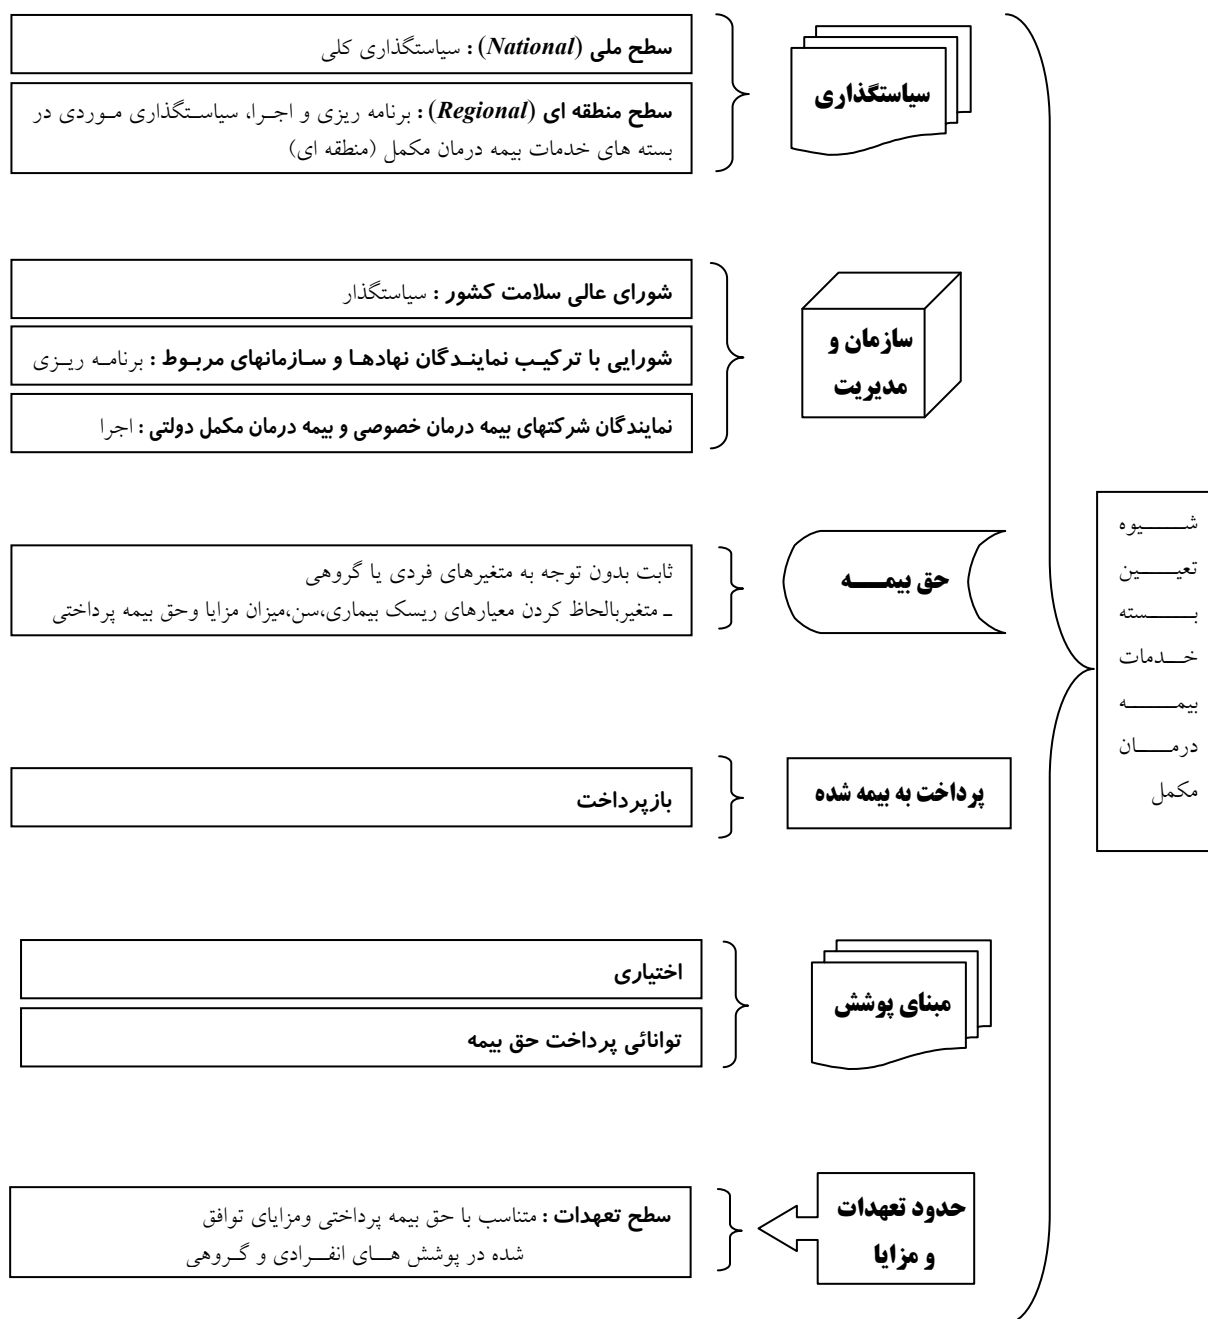 شیوه
تعیین
بسته
خدمات
بیمه
درمان
مکمل
سیاستگذاری
سطح ملی (National) : سیاستگذاری کلی
سطح منطقه ای (Regional) : برنامه ریزی و اجرا، سیاستگذاری موردی در
بسته های خدمات بیمه درمان مکمل (منطقه ای)
سازمان و
مدیریت
شورای عالی سلامت کشور : سیاستگذار
شورایی با ترکیب نمایندگان نهادها و سازمانهای مربوط : برنامه ریزی
نمایندگان شرکتهای بیمه درمان خصوصی و بیمه درمان مکمل دولتی : اجرا
حق بیمه
ثابت بدون توجه به متغیرهای فردی یا گروهی
ـ متغیربالحاظ کردن معیارهای ریسک بیماری،سن،میزان مزایا وحق بیمه پرداختی
پرداخت به بیمه شده
بازپرداخت
مبنای پوشش
اختیاری
توانائی پرداخت حق بیمه
حدود تعهدات
و مزایا
سطح تعهدات : متناسب با حق بیمه پرداختی ومزایای توافق
شده در پوشش های انفرادی و گروهی